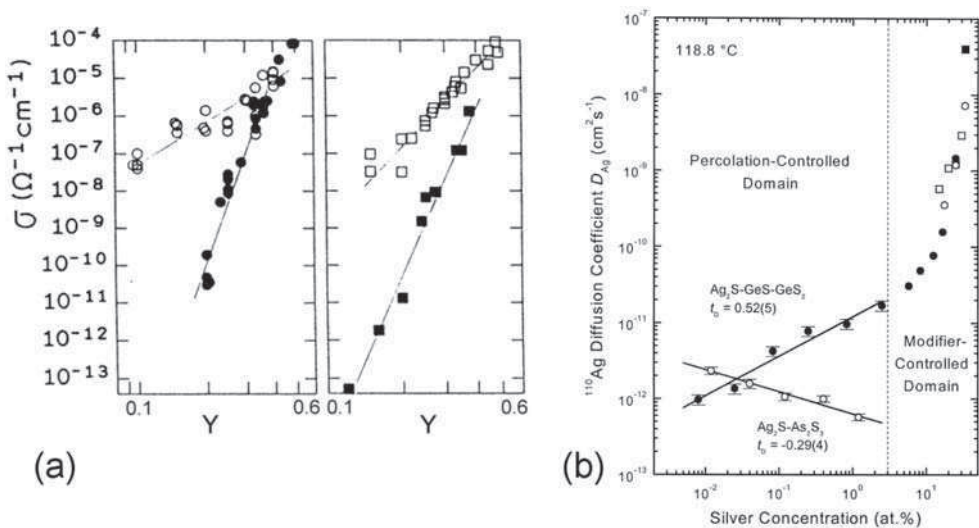 σ (Ω⁻¹cm⁻¹)
10⁻⁴
10⁻⁵
10⁻⁶
10⁻⁷
10⁻⁸
10⁻⁹
10⁻¹⁰
10⁻¹¹
10⁻¹²
10⁻¹³
0.1 0.6
Y
0.1 0.6
Y
(a)
¹¹⁰Ag Diffusion Coefficient D_Ag (cm²s⁻¹)
10⁻⁷
10⁻⁸
10⁻⁹
10⁻¹⁰
10⁻¹¹
10⁻¹²
10⁻¹³
118.8 °C
Percolation-Controlled
Domain
Ag₂S-GeS-GeS₂
t_D = 0.52(5)
Modifier-
Controlled
Domain
Ag₂S-As₂S₃
t_D = -0.29(4)
10⁻² 10⁻¹ 10⁰ 10¹
Silver Concentration (at.%)
(b)